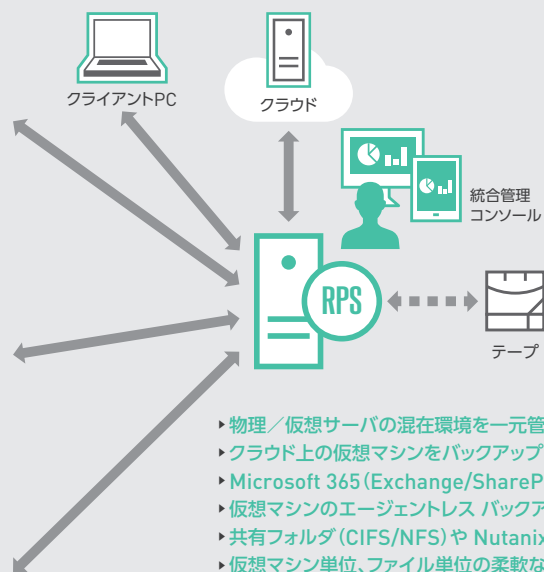 クライアントPC
クラウド
統合管理
コンソール
RPS
テープ
▸物理／仮想サーバの混在環境を一元管
▸クラウド上の仮想マシンをバックアップ
▸Microsoft 365（Exchange/ShareP
▸仮想マシンのエージェントレス バックア
▸共有フォルダ（CIFS/NFS）や Nutanix
▸仮想マシン単位、ファイル単位の柔軟な